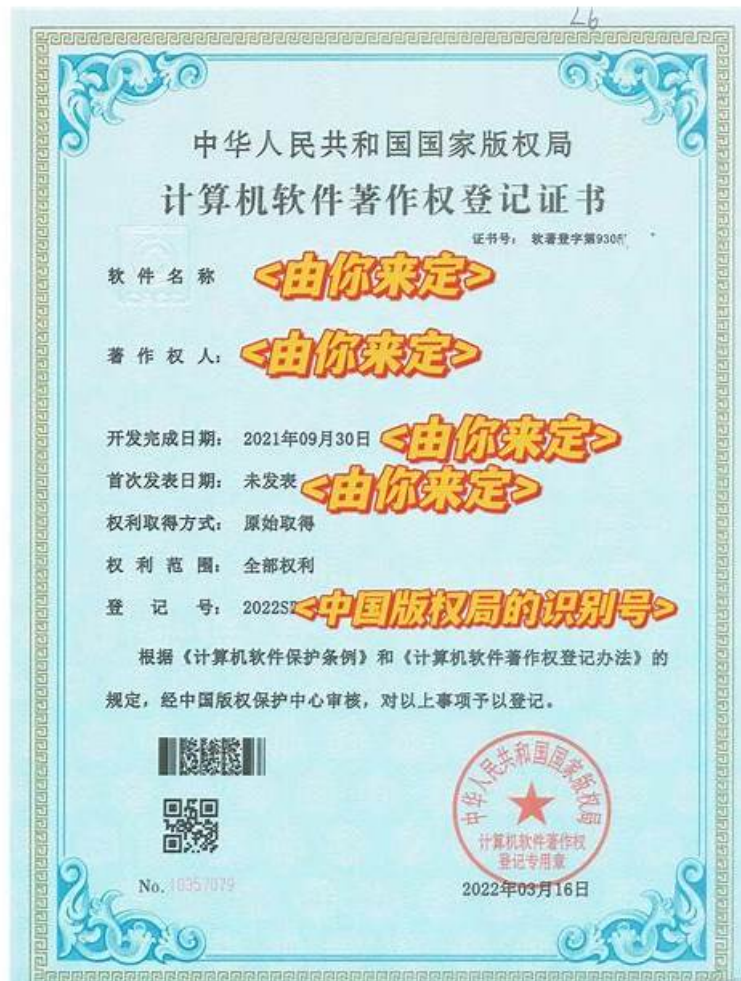 中华人民共和国国家版权局
计算机软件著作权登记证书
证书号： 软著登字第9305
软件名称 <由你来定>
著作权人： <由你来定>
开发完成日期： 2021年09月30日 <由你来定>
首次发表日期： 未发表 <由你来定>
权利取得方式： 原始取得
权利范围： 全部权利
登记号： 2022S <中国版权局的识别号>
根据《计算机软件保护条例》和《计算机软件著作权登记办法》的
规定，经中国版权保护中心审核，对以上事项予以登记。
中华人民共和国国家版权局
计算机软件著作权
登记专用章
No. 10357079
2022年03月16日